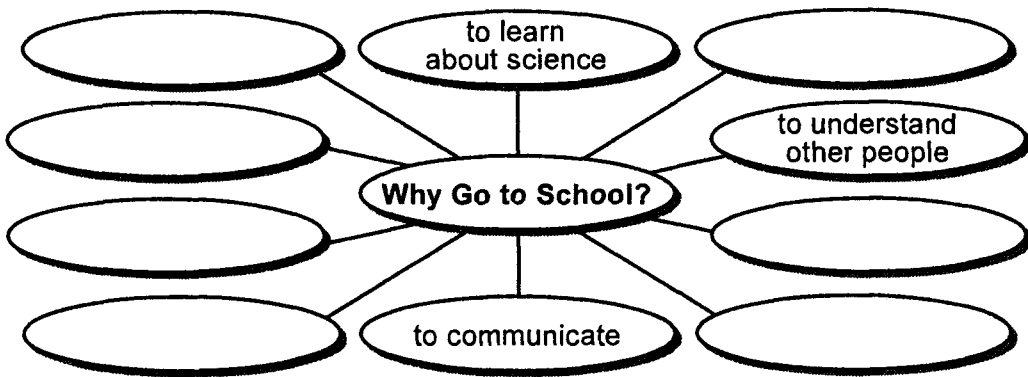 to learn
about science
to understand
other people
Why Go to School?
to communicate